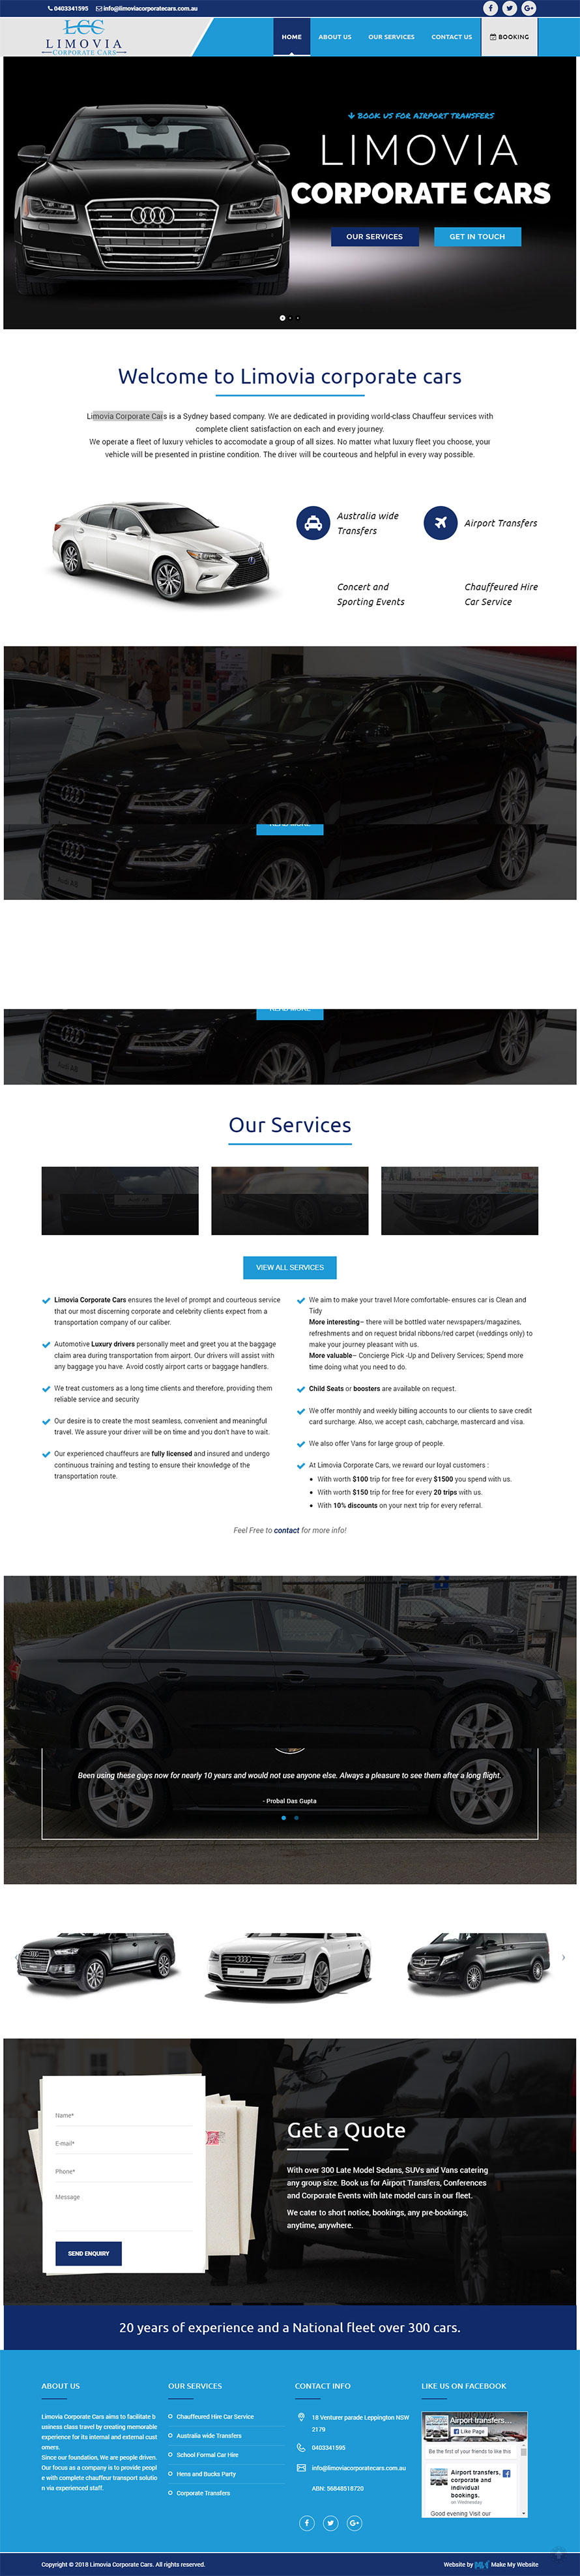 0403341595 info@limoviacorporatecars.com.au
LCC
LIMOVIA
CORPORATE CARS
HOME ABOUT US OUR SERVICES CONTACT US BOOKING
BOOK US FOR AIRPORT TRANSFERS
LIMOVIA
CORPORATE CARS
OUR SERVICES GET IN TOUCH
Welcome to Limovia corporate cars
Limovia Corporate Cars is a Sydney based company. We are dedicated in providing world-class Chauffeur services with
complete client satisfaction on each and every journey.
We operate a fleet of luxury vehicles to accomodate a group of all sizes. No matter what luxury fleet you choose, your
vehicle will be presented in pristine condition. The driver will be courteous and helpful in every way possible.
Australia wide
Transfers
Airport Transfers
Concert and
Sporting Events
Chauffeured Hire
Car Service
READ MORE
Audi A8
READ MORE
Audi A8
Our Services
VIEW ALL SERVICES
Limovia Corporate Cars ensures the level of prompt and courteous service
that our most discerning corporate and celebrity clients expect from a
transportation company of our caliber.
Automotive Luxury drivers personally meet and greet you at the baggage
claim area during transportation from airport. Our drivers will assist with
any baggage you have. Avoid costly airport carts or baggage handlers.
We treat customers as a long time clients and therefore, providing them
reliable service and security
Our desire is to create the most seamless, convenient and meaningful
travel. We assure your driver will be on time and you don't have to wait.
Our experienced chauffeurs are fully licensed and insured and undergo
continuous training and testing to ensure their knowledge of the
transportation route.
We aim to make your travel More comfortable- ensures car is Clean and
Tidy
More interesting– there will be bottled water newspapers/magazines,
refreshments and on request bridal ribbons/red carpet (weddings only) to
make your journey pleasant with us.
More valuable– Concierge Pick -Up and Delivery Services; Spend more
time doing what you need to do.
Child Seats or boosters are available on request.
We offer monthly and weekly billing accounts to our clients to save credit
card surcharge. Also, we accept cash, cabcharge, mastercard and visa.
We also offer Vans for large group of people.
At Limovia Corporate Cars, we reward our loyal customers :
With worth $100 trip for free for every $1500 you spend with us.
With worth $150 trip for free for every 20 trips with us.
With 10% discounts on your next trip for every referral.
Feel Free to contact for more info!
Been using these guys now for nearly 10 years and would not use anyone else. Always a pleasure to see them after a long flight.
- Probal Das Gupta
Name*
E-mail*
Phone*
Message
SEND ENQUIRY
Get a Quote
With over 300 Late Model Sedans, SUVs and Vans catering
any group size. Book us for Airport Transfers, Conferences
and Corporate Events with late model cars in our fleet.
We cater to short notice, bookings, any pre-bookings,
anytime, anywhere.
20 years of experience and a National fleet over 300 cars.
ABOUT US
Limovia Corporate Cars aims to facilitate b
usiness class travel by creating memorable
experience for its internal and external cust
omers.
Since our foundation, We are people driven.
Our focus as a company is to provide peopl
e with complete chauffeur transport solutio
n via experienced staff.
OUR SERVICES
Chauffeured Hire Car Service
Australia wide Transfers
School Formal Car Hire
Hens and Bucks Party
Corporate Transfers
CONTACT INFO
18 Venturer parade Leppington NSW
2179
0403341595
info@limoviacorporatecars.com.au
ABN: 56848518720
LIKE US ON FACEBOOK
Airport transfers...
Like Page
Be the first of your friends to like this
Airport transfers,
corporate and
individual
bookings.
on Wednesday
Good evening Visit our
Copyright © 2018 Limovia Corporate Cars. All rights reserved.
Website by Make My Website